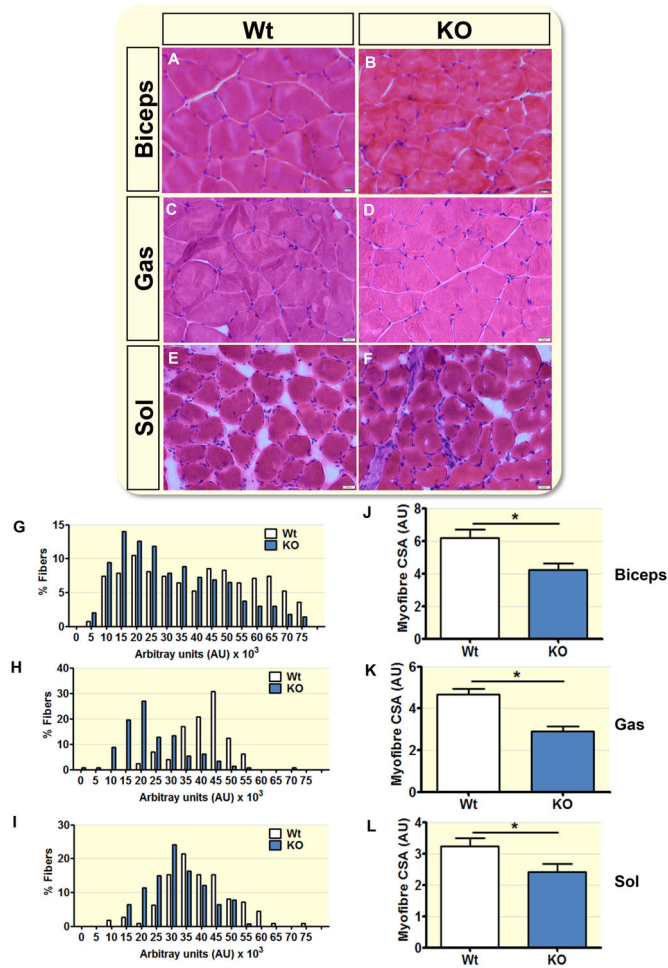 Wt KO
Biceps
A B
Gas
C D
Sol
E F
G
% Fibers
15
10
5
0
Wt
KO
0 5 10 15 20 25 30 35 40 45 50 55 60 65 70 75
Arbitray units (AU) x 10³
H
% Fibers
40
30
20
10
0
Wt
KO
0 5 10 15 20 25 30 35 40 45 50 55 60 65 70 75
Arbitray units (AU) x 10³
I
% Fibers
30
20
10
0
Wt
KO
0 5 10 15 20 25 30 35 40 45 50 55 60 65 70 75
Arbitray units (AU) x 10³
J
Myofibre CSA (AU)
8
6
4
2
0
*
Wt KO
Biceps
K
Myofibre CSA (AU)
6
4
2
0
*
Wt KO
Gas
L
Myofibre CSA (AU)
4
3
2
1
0
*
Wt KO
Sol